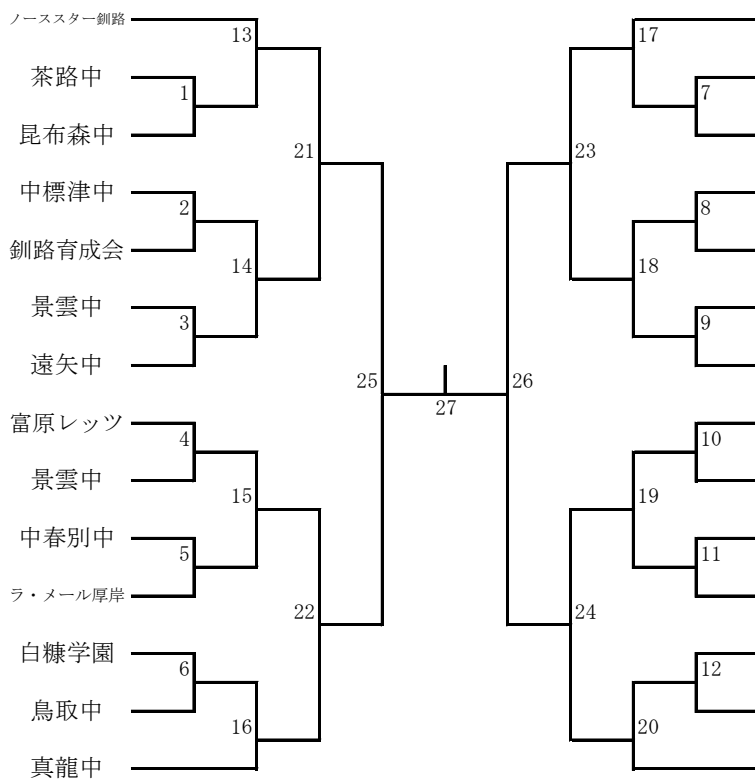 ノーススター釧路
13
17
茶路中
1
7
昆布森中
21
23
中標津中
2
8
釧路育成会
14
18
景雲中
3
9
遠矢中
25
26
27
富原レッツ
4
10
景雲中
15
19
中春別中
5
11
ラ・メール厚岸
22
24
白糠学園
6
12
鳥取中
16
20
真龍中